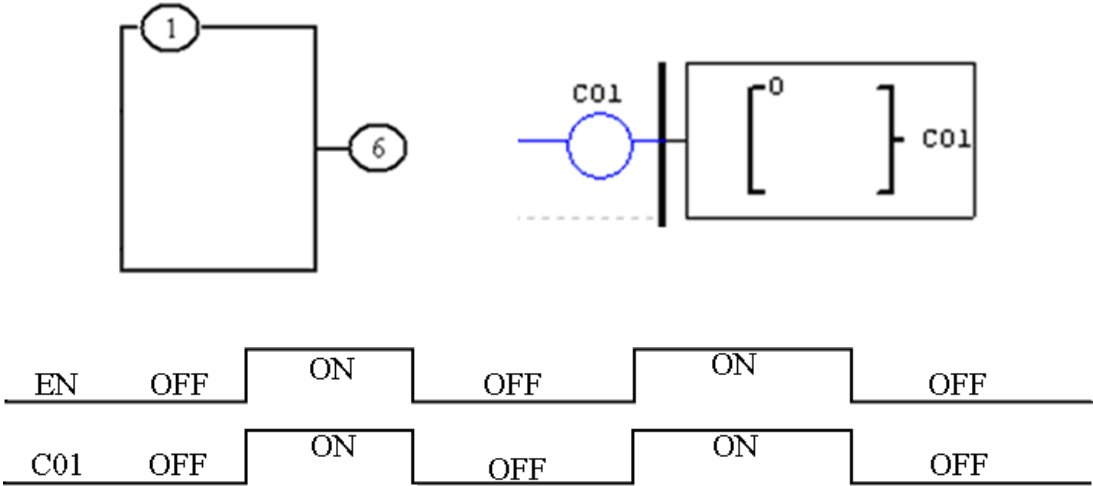 1
6
C01
0
C01
EN OFF ON OFF ON OFF
C01 OFF ON OFF ON OFF